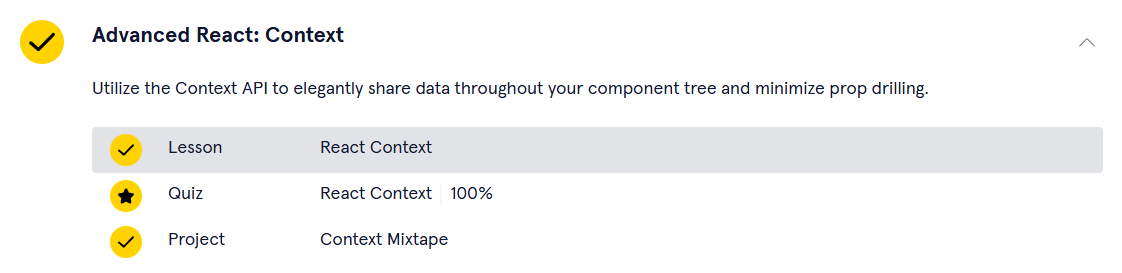 Advanced React: Context
Utilize the Context API to elegantly share data throughout your component tree and minimize prop drilling.
Lesson React Context
Quiz React Context 100%
Project Context Mixtape